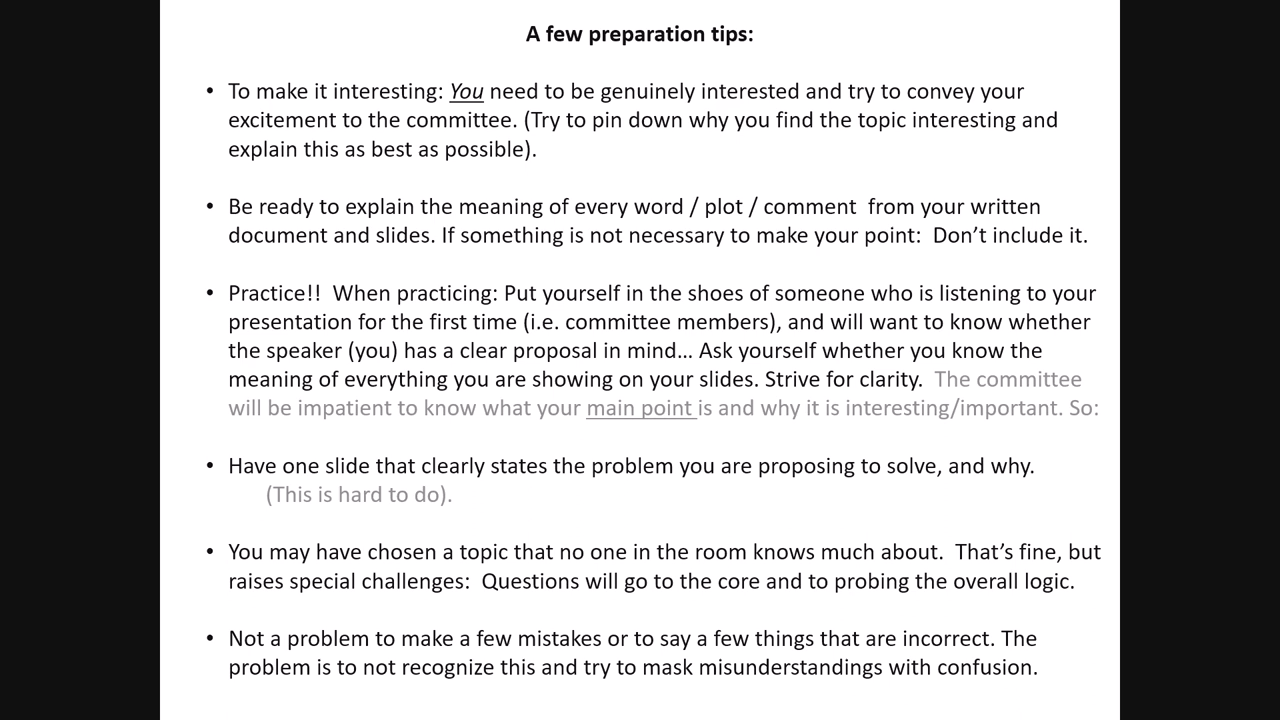 A few preparation tips:
• To make it interesting: You need to be genuinely interested and try to convey your
excitement to the committee. (Try to pin down why you find the topic interesting and
explain this as best as possible).
• Be ready to explain the meaning of every word / plot / comment  from your written
document and slides. If something is not necessary to make your point:  Don’t include it.
• Practice!!  When practicing: Put yourself in the shoes of someone who is listening to your
presentation for the first time (i.e. committee members), and will want to know whether
the speaker (you) has a clear proposal in mind… Ask yourself whether you know the
meaning of everything you are showing on your slides. Strive for clarity.  The committee
will be impatient to know what your main point is and why it is interesting/important. So:
• Have one slide that clearly states the problem you are proposing to solve, and why.
(This is hard to do).
• You may have chosen a topic that no one in the room knows much about.  That’s fine, but
raises special challenges:  Questions will go to the core and to probing the overall logic.
• Not a problem to make a few mistakes or to say a few things that are incorrect. The
problem is to not recognize this and try to mask misunderstandings with confusion.